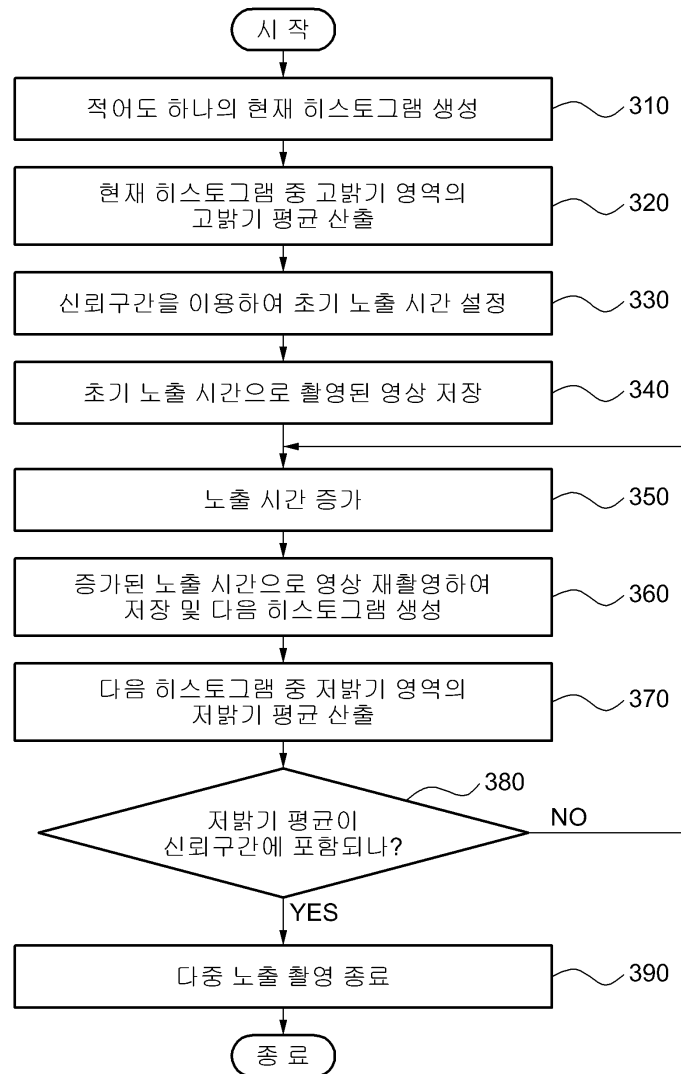 시 작
적어도 하나의 현재 히스토그램 생성
310
현재 히스토그램 중 고밝기 영역의
고밝기 평균 산출
320
신뢰구간을 이용하여 초기 노출 시간 설정
330
초기 노출 시간으로 촬영된 영상 저장
340
노출 시간 증가
350
증가된 노출 시간으로 영상 재촬영하여
저장 및 다음 히스토그램 생성
360
다음 히스토그램 중 저밝기 영역의
저밝기 평균 산출
370
380
저밝기 평균이
신뢰구간에 포함되나?
NO
YES
다중 노출 촬영 종료
390
종 료